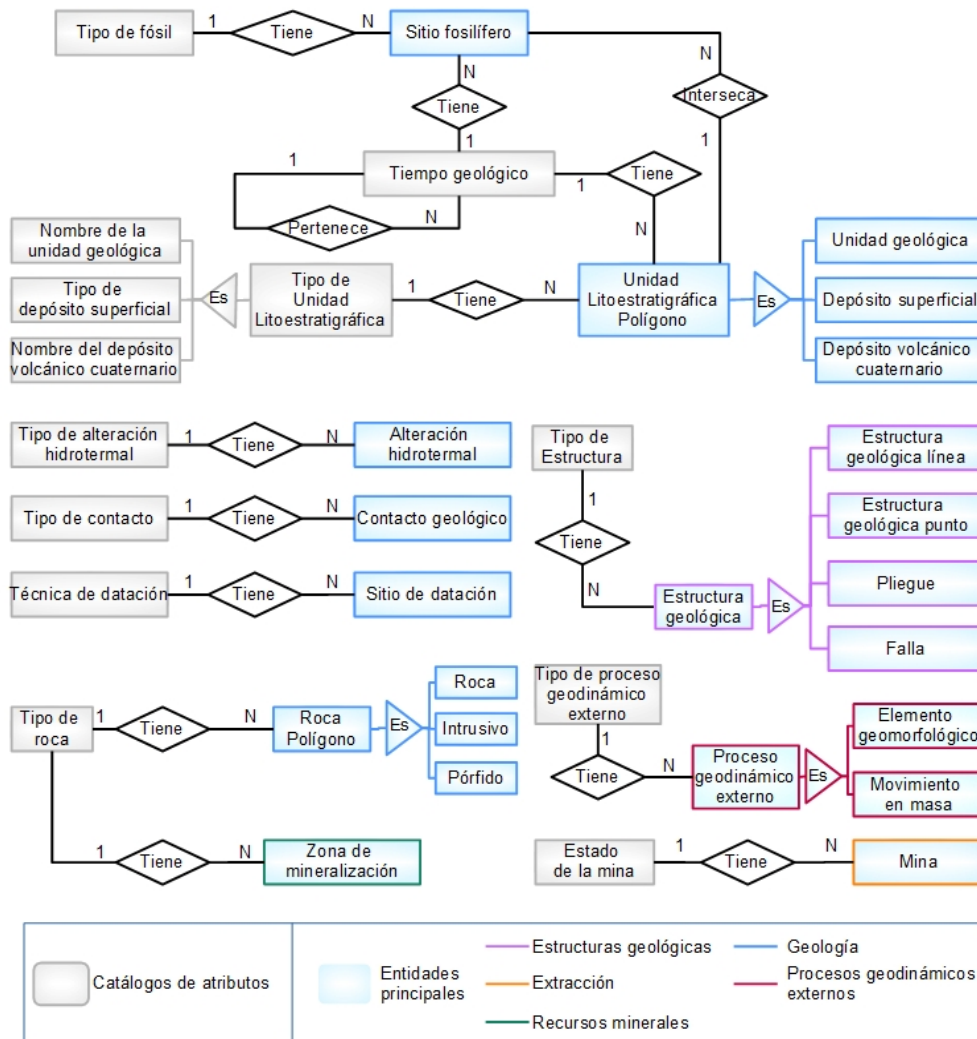 Tipo de fósil
1
Tiene
N
Sitio fosilífero
N
Tiene
1
N
Interseca
1
Tiempo geológico
1
Pertenece
N
1
Tiene
N
Nombre de la
unidad geológica
Tipo de
depósito superficial
Nombre del depósito
volcánico cuaternario
Es
Tipo de
Unidad
Litoestratigráfica
1
Tiene
N
Unidad
Litoestratigráfica
Polígono
Es
Unidad geológica
Depósito superficial
Depósito volcánico
cuaternario
Tipo de alteración
hidrotermal
1
Tiene
N
Alteración
hidrotermal
Tipo de contacto
1
Tiene
N
Contacto geológico
Técnica de datación
1
Tiene
N
Sitio de datación
Tipo de
Estructura
1
Tiene
N
Estructura
geológica
Es
Estructura
geológica línea
Estructura
geológica punto
Pliegue
Falla
Tipo de
roca
1
Tiene
N
Roca
Polígono
Es
Roca
Intrusivo
Pórfido
1
Tiene
N
Zona de
mineralización
Tipo de proceso
geodinámico
externo
1
Tiene
N
Proceso
geodinámico
externo
Es
Elemento
geomorfológico
Movimiento
en masa
Estado
de la mina
1
Tiene
N
Mina
Catálogos de atributos
Entidades
principales
Estructuras geológicas
Extracción
Recursos minerales
Geología
Procesos geodinámicos
externos